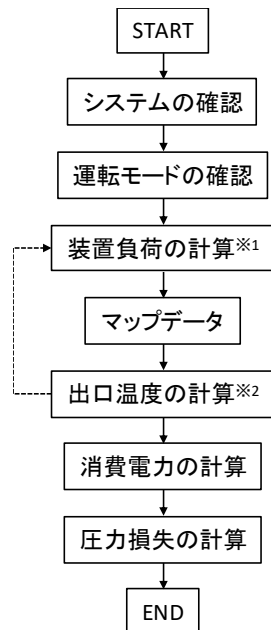 START
システムの確認
運転モードの確認
装置負荷の計算※1
マップデータ
出口温度の計算※2
消費電力の計算
圧力損失の計算
END